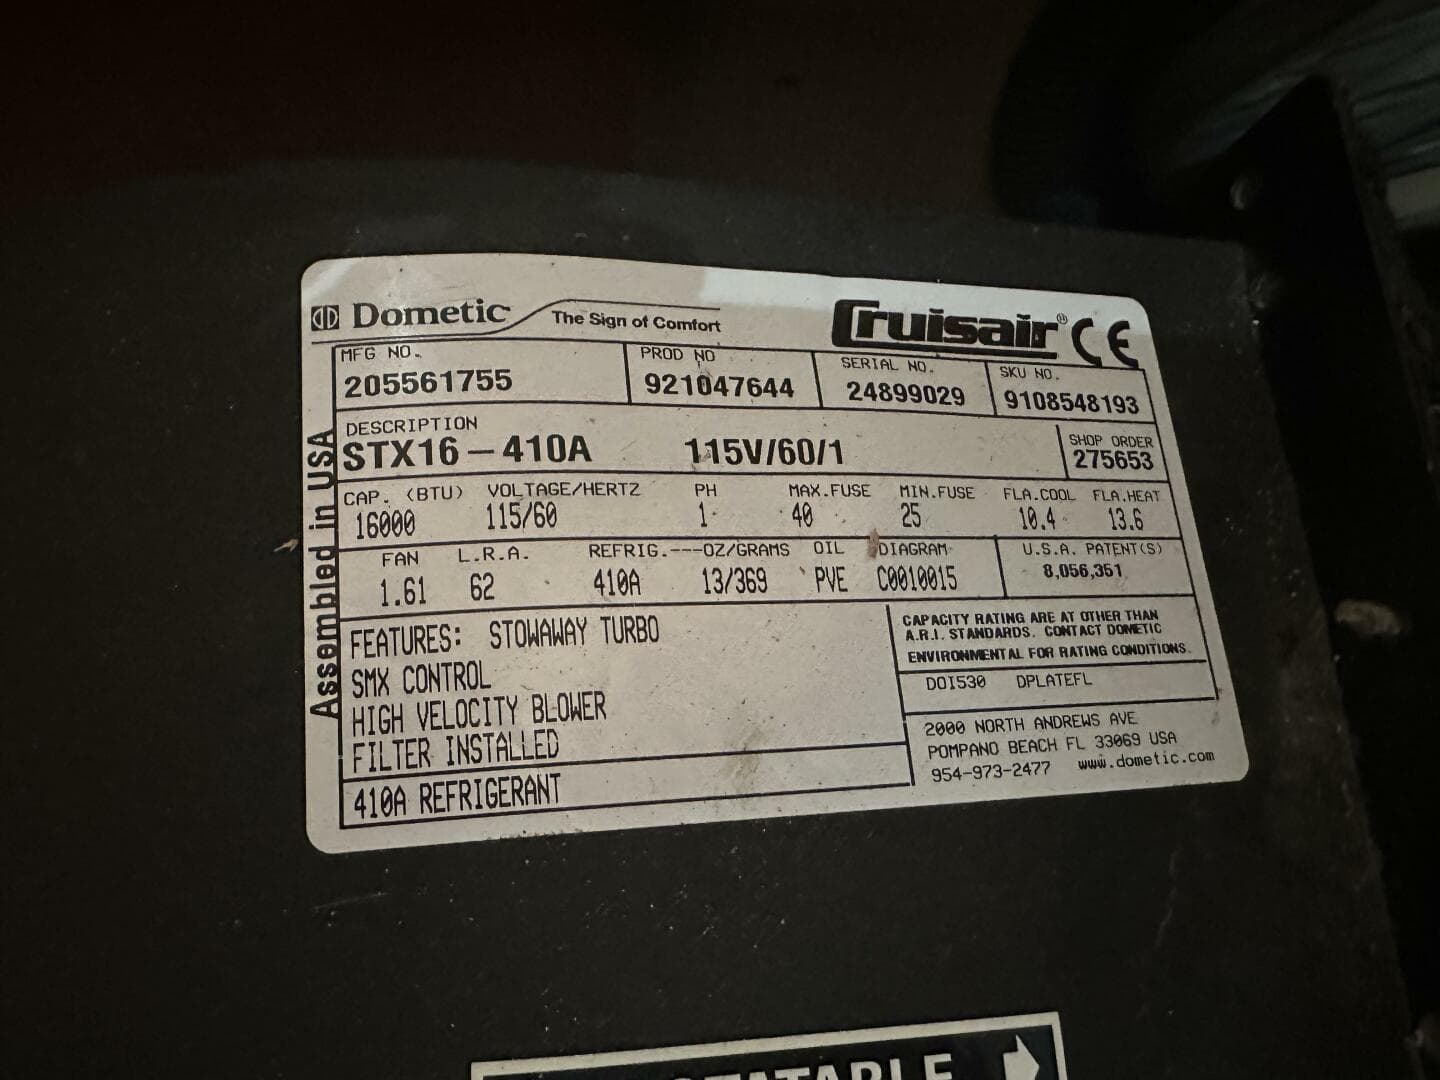 Dometic The Sign of Comfort Cruisair® CE
MFG NO. PROD NO SERIAL NO. SKU NO.
205561755 921047644 24899029 9108548193
DESCRIPTION
STX16-410A 115V/60/1
SHOP ORDER
275653
CAP. (BTU) VOLTAGE/HERTZ PH MAX.FUSE MIN.FUSE FLA.COOL FLA.HEAT
16000 115/60 1 40 25 10.4 13.6
FAN L.R.A. REFRIG.---OZ/GRAMS OIL DIAGRAM U.S.A. PATENT(S)
1.61 62 410A 13/369 PVE C0010015 8,056,351
FEATURES: STOWAWAY TURBO
SMX CONTROL
HIGH VELOCITY BLOWER
FILTER INSTALLED
410A REFRIGERANT
CAPACITY RATING ARE AT OTHER THAN
A.R.I. STANDARDS. CONTACT DOMETIC
ENVIRONMENTAL FOR RATING CONDITIONS.
DOI530 DPLATEFL
2000 NORTH ANDREWS AVE
POMPANO BEACH FL 33069 USA
954-973-2477 www.dometic.com
Assembled in USA